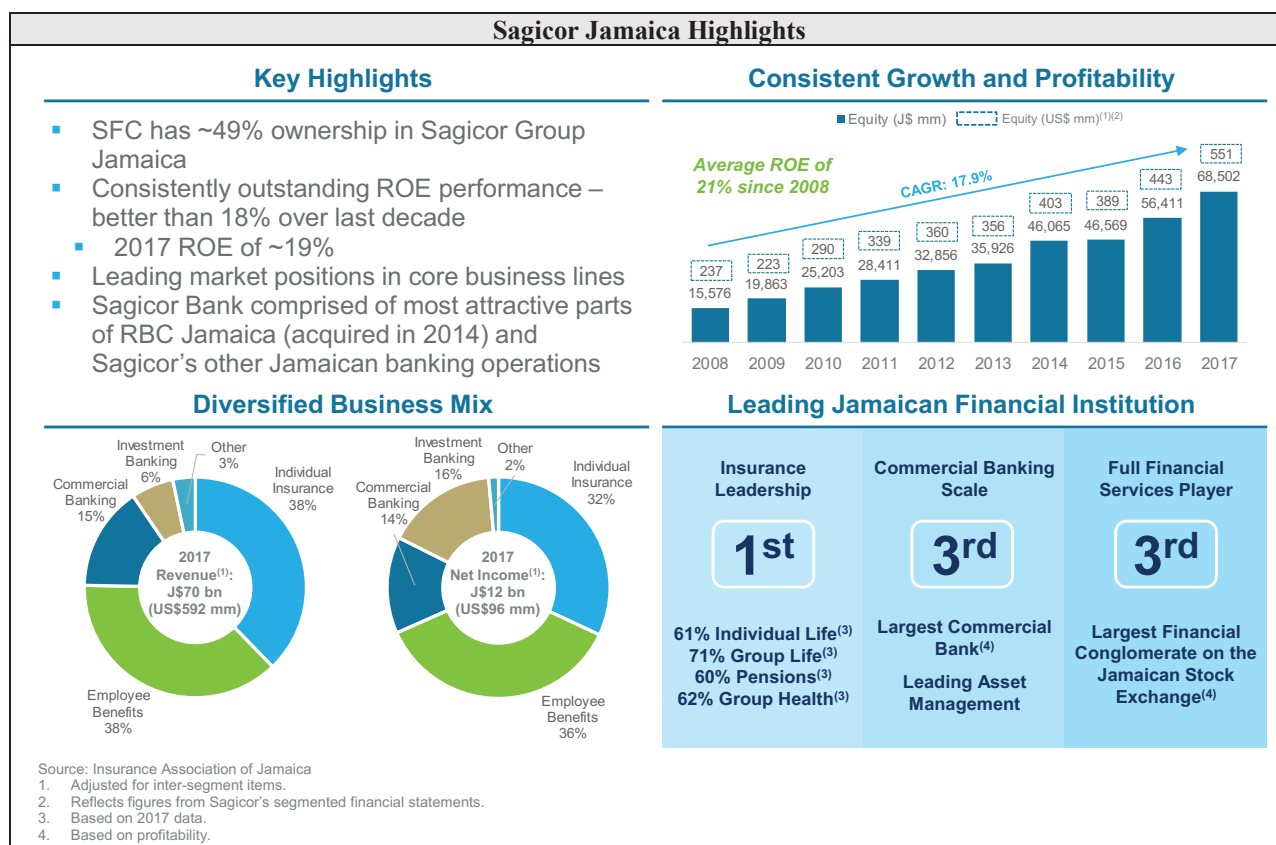 Sagicor Jamaica Highlights
Key Highlights
▪ SFC has ~49% ownership in Sagicor Group
Jamaica
▪ Consistently outstanding ROE performance –
better than 18% over last decade
▪ 2017 ROE of ~19%
▪ Leading market positions in core business lines
▪ Sagicor Bank comprised of most attractive parts
of RBC Jamaica (acquired in 2014) and
Sagicor's other Jamaican banking operations
Consistent Growth and Profitability
Equity (J$ mm) Equity (US$ mm)(1)(2)
Average ROE of
21% since 2008
CAGR: 17.9%
237 223 290 339 360 356 403 389 443 551
15,576 19,863 25,203 28,411 32,856 35,926 46,065 46,569 56,411 68,502
2008 2009 2010 2011 2012 2013 2014 2015 2016 2017
Diversified Business Mix
Investment
Banking
6%
Other
3%
Individual
Insurance
38%
Commercial
Banking
15%
2017
Revenue(1):
J$70 bn
(US$592 mm)
Employee
Benefits
38%
Investment
Banking
16%
Other
2%
Individual
Insurance
32%
Commercial
Banking
14%
2017
Net Income(1):
J$12 bn
(US$96 mm)
Employee
Benefits
36%
Leading Jamaican Financial Institution
Insurance
Leadership
1st
61% Individual Life(3)
71% Group Life(3)
60% Pensions(3)
62% Group Health(3)
Commercial Banking
Scale
3rd
Largest Commercial
Bank(4)
Leading Asset
Management
Full Financial
Services Player
3rd
Largest Financial
Conglomerate on the
Jamaican Stock
Exchange(4)
Source: Insurance Association of Jamaica
1. Adjusted for inter-segment items.
2. Reflects figures from Sagicor's segmented financial statements.
3. Based on 2017 data.
4. Based on profitability.